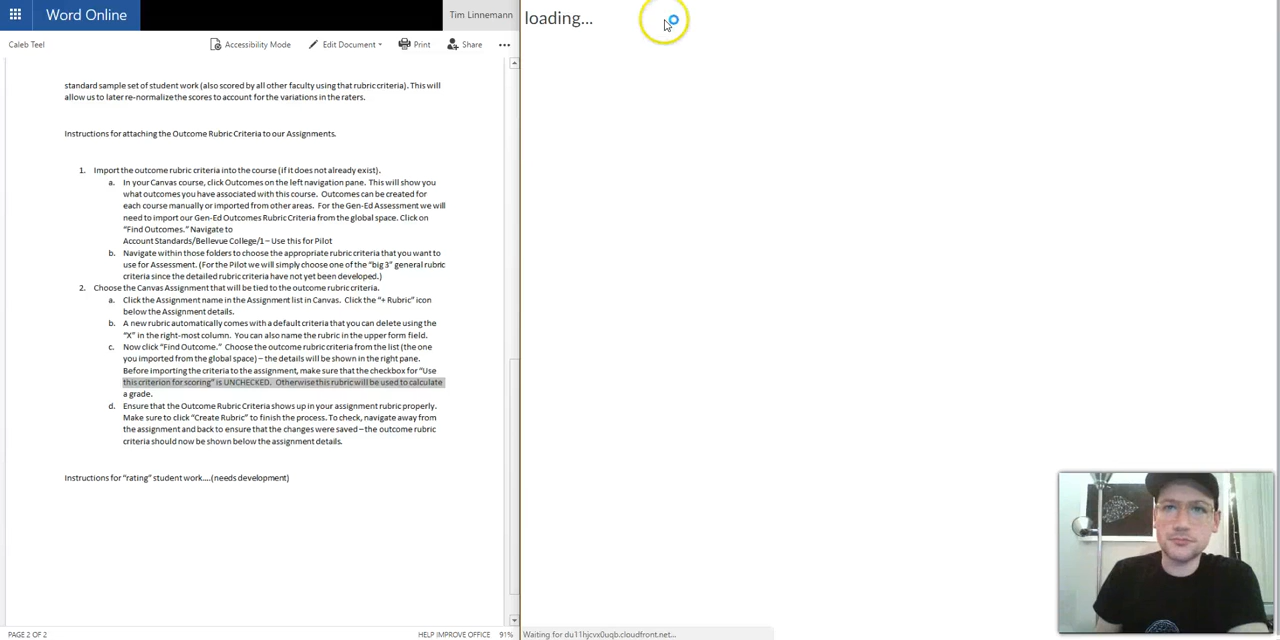 Word Online
Tim Linnemann
Caleb Teel
Accessibility Mode
Edit Document
Print
Share
standard sample set of student work (also scored by all other faculty using that rubric criteria). This will
allow us to later re-normalize the scores to account for the variations in the raters.
Instructions for attaching the Outcome Rubric Criteria to our Assignments.
1. Import the outcome rubric criteria into the course (if it does not already exist).
a. In your Canvas course, click Outcomes on the left navigation pane. This will show you
what outcomes you have associated with this course. Outcomes can be created for
each course manually or imported from other areas. For the Gen-Ed Assessment we will
need to import our Gen-Ed Outcomes Rubric Criteria from the global space. Click on
“Find Outcomes.” Navigate to
Account Standards/Bellevue College/1 – Use this for Pilot
b. Navigate within those folders to choose the appropriate rubric criteria that you want to
use for Assessment. (For the Pilot we will simply choose one of the “big 3” general rubric
criteria since the detailed rubric criteria have not yet been developed.)
2. Choose the Canvas Assignment that will be tied to the outcome rubric criteria.
a. Click the Assignment name in the Assignment list in Canvas. Click the “+ Rubric” icon
below the Assignment details.
b. A new rubric automatically comes with a default criteria that you can delete using the
“X” in the right-most column. You can also name the rubric in the upper form field.
c. Now click “Find Outcome.” Choose the outcome rubric criteria from the list (the one
you imported from the global space) – the details will be shown in the right pane.
Before importing the criteria to the assignment, make sure that the checkbox for “Use
this criterion for scoring” is UNCHECKED. Otherwise this rubric will be used to calculate
a grade.
d. Ensure that the Outcome Rubric Criteria shows up in your assignment rubric properly.
Make sure to click “Create Rubric” to finish the process. To check, navigate away from
the assignment and back to ensure that the changes were saved – the outcome rubric
criteria should now be shown below the assignment details.
Instructions for “rating” student work....(needs development)
PAGE 2 OF 2
HELP IMPROVE OFFICE
91%
loading...
Waiting for du11hjcvx0uqb.cloudfront.net...